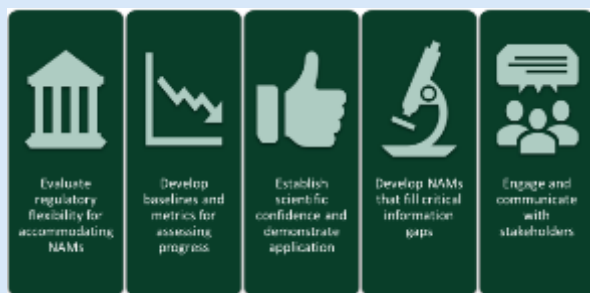 Evaluate
regulatory
flexibility for
accommodating
NAMs
Develop
baselines and
metrics for
assessing
progress
Establish
scientific
confidence and
demonstrate
application
Develop NAMs
that fill critical
information
gaps
Engage and
communicate
with
stakeholders